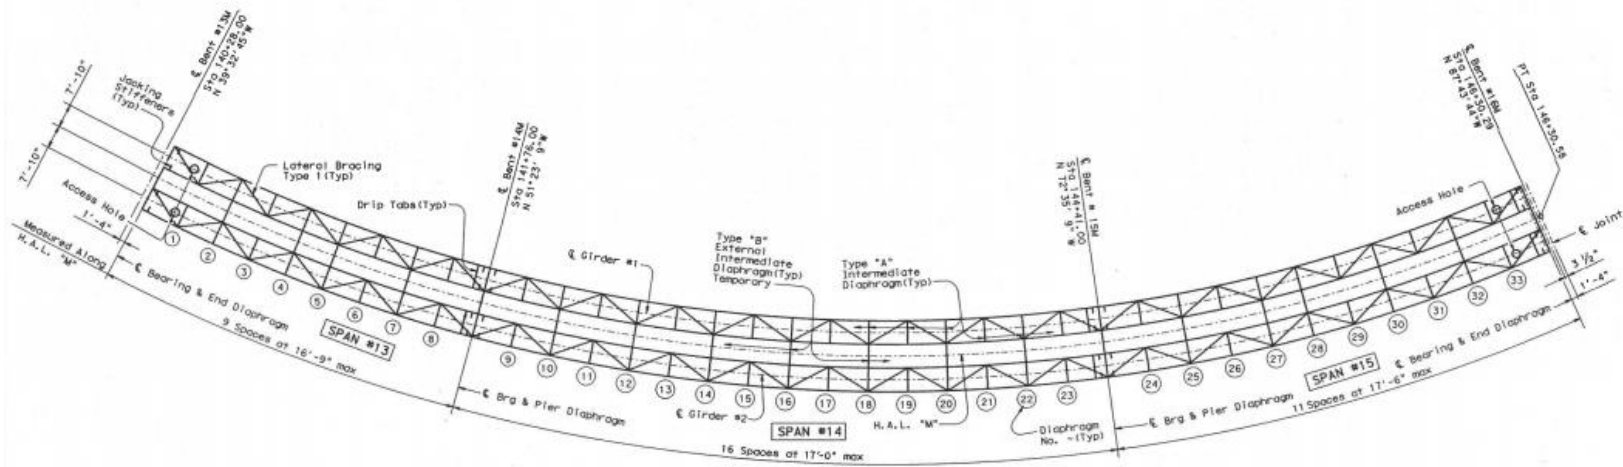 ℄ Bent #13M
Sta 140+28.00
N 39°32'45"W
Jacking
Stiffeners
(Typ)
7'-10"
7'-10"
Access Hole
1'-4"
Measured Along
H.A.L. "M"
Lateral Bracing
Type 1 (Typ)
Drip Tabs(Typ)
℄ Bent #14M
Sta 141+76.00
N 51°23' 9"W
℄ Girder #1
Type "B"
External
Intermediate
Diaphragm(Typ)
Temporary
Type "A"
Intermediate
Diaphragm(Typ)
℄ Bent # 15M
Sta 144+41.00
N 72°35' 9" W
℄ Bent #16M
Sta 146+30.29
N 87°43'44"W
PT Sta 146+30.58
Access Hole
℄ Joint
3 ½"
1'-4"
1
2
3
4
5
6
7
8
9
10
11
12
13
14
15
16
17
18
19
20
21
22
23
24
25
26
27
28
29
30
31
32
33
℄ Bearing & End Diaphragm
SPAN #13
9 Spaces at 16'-9" max
℄ Brg & Pier Diaphragm
℄ Girder #2
SPAN #14
H.A.L. "M"
Diaphragm
No. -(Typ)
16 Spaces at 17'-0" max
℄ Brg & Pier Diaphragm
SPAN #15
℄ Bearing & End Diaphragm
11 Spaces at 17'-6" max